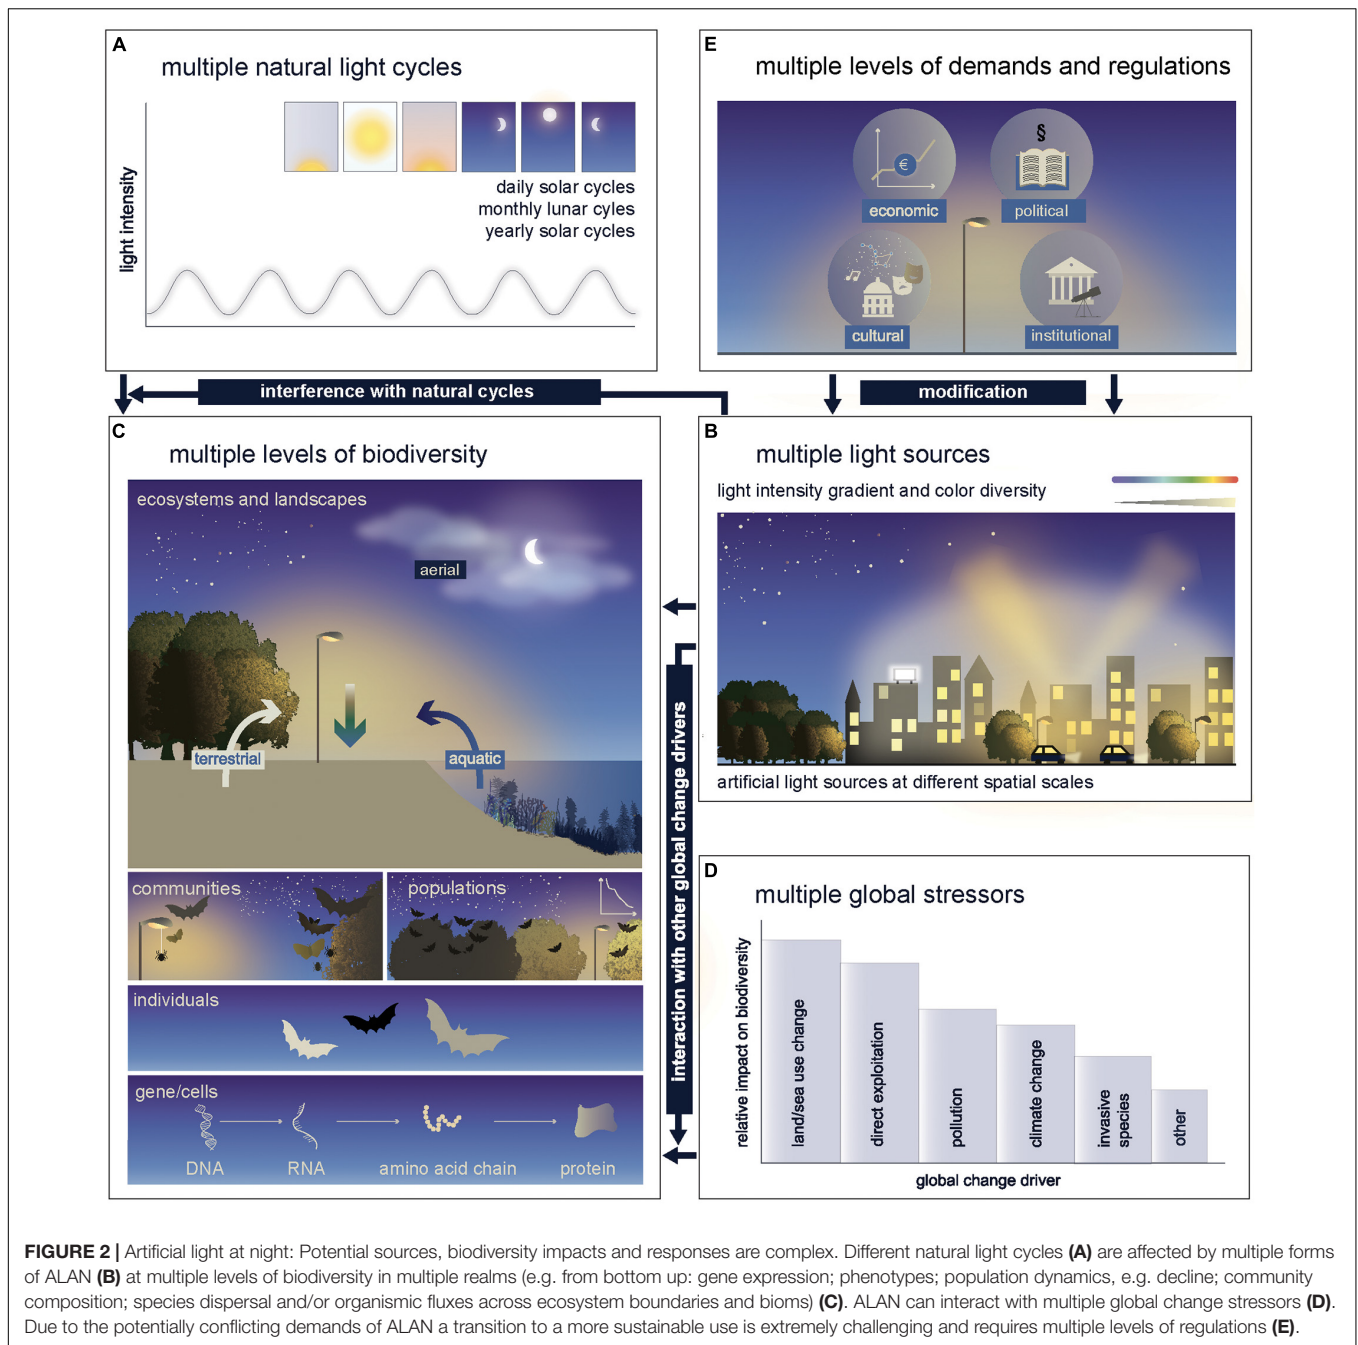 A
multiple natural light cycles
light intensity
daily solar cycles
monthly lunar cyles
yearly solar cycles
E
multiple levels of demands and regulations
€
§
economic
political
cultural
institutional
interference with natural cycles
modification
C
multiple levels of biodiversity
ecosystems and landscapes
aerial
terrestrial
aquatic
communities
populations
individuals
gene/cells
DNA
RNA
amino acid chain
protein
interaction with other global change drivers
B
multiple light sources
light intensity gradient and color diversity
artificial light sources at different spatial scales
D
multiple global stressors
relative impact on biodiversity
land/sea use change
direct exploitation
pollution
climate change
invasive
species
other
global change driver
FIGURE 2 | Artificial light at night: Potential sources, biodiversity impacts and responses are complex. Different natural light cycles (A) are affected by multiple forms
of ALAN (B) at multiple levels of biodiversity in multiple realms (e.g. from bottom up: gene expression; phenotypes; population dynamics, e.g. decline; community
composition; species dispersal and/or organismic fluxes across ecosystem boundaries and bioms) (C). ALAN can interact with multiple global change stressors (D).
Due to the potentially conflicting demands of ALAN a transition to a more sustainable use is extremely challenging and requires multiple levels of regulations (E).